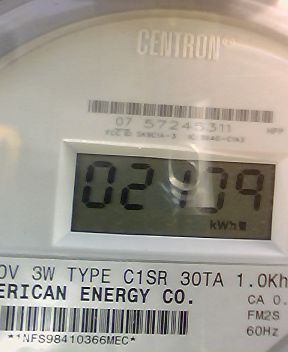 CENTRON
07 57245311
02109
kWh
0V 3W TYPE C1SR 30TA 1.0Kh
ERICAN ENERGY CO.
CA 0.
FM2S
60Hz
*1NFS98410366MEC*